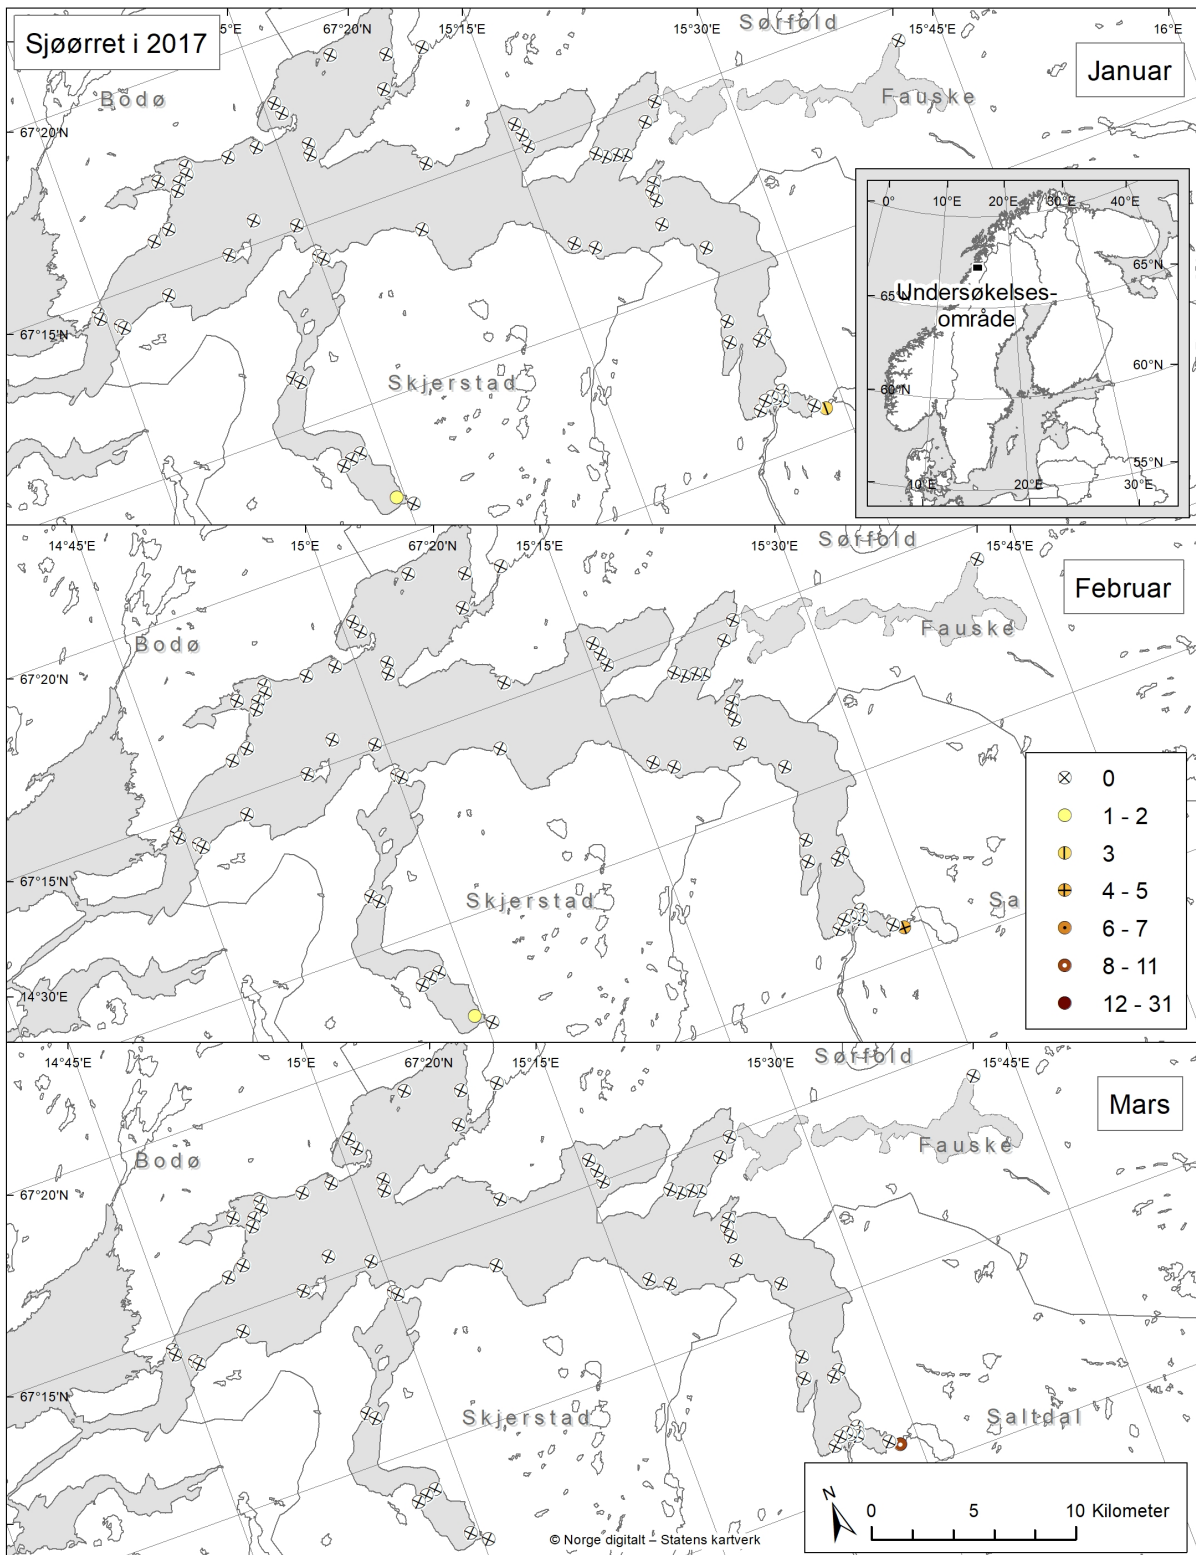 Sjøørret i 2017
5°E
67°20'N
15°15'E
15°30'E
Sørfold
15°45'E
16°E
Januar
Bodø
Fauske
67°20'N
67°15'N
Skjerstad
0°
10°E
20°E
30°E
40°E
65°N
65°N
Undersøkelses-
område
60°N
60°N
55°N
10°E
20°E
30°E
14°45'E
15°E
67°20'N
15°15'E
15°30'E
Sørfold
15°45'E
Februar
Bodø
Fauske
67°20'N
67°15'N
Skjerstad
Sa
14°30'E
0
1 - 2
3
4 - 5
6 - 7
8 - 11
12 - 31
14°45'E
15°E
67°20'N
15°15'E
15°30'E
Sørfold
15°45'E
Mars
Bodø
Fauske
67°20'N
67°15'N
Skjerstad
Saltdal
N
0 5 10 Kilometer
© Norge digitalt – Statens kartverk